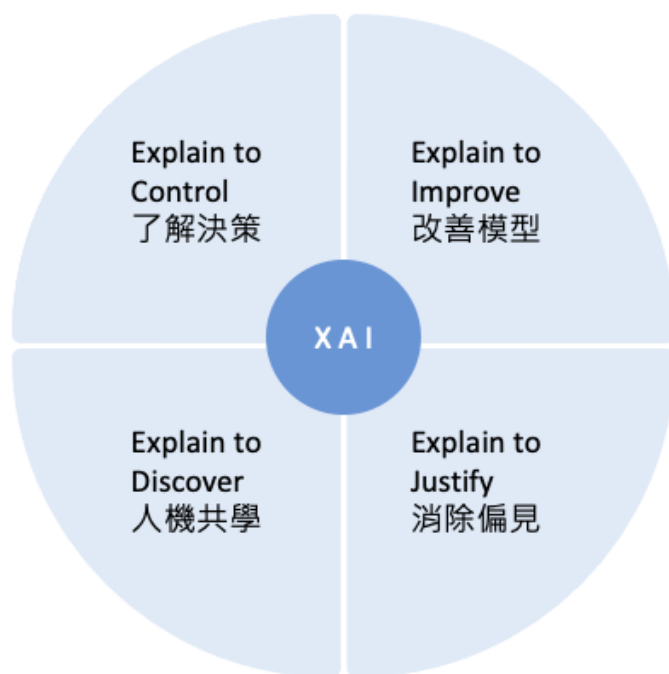 Explain to
Control
了解決策
Explain to
Improve
改善模型
XAI
Explain to
Discover
人機共學
Explain to
Justify
消除偏見